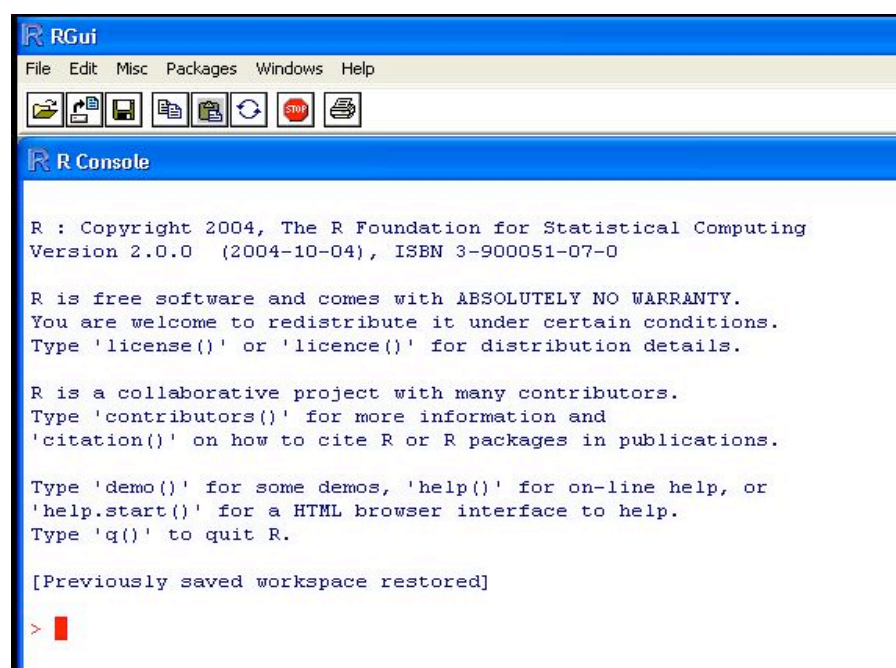 RGui
File Edit Misc Packages Windows Help
STOP
R Console
R : Copyright 2004, The R Foundation for Statistical Computing
Version 2.0.0  (2004-10-04), ISBN 3-900051-07-0
R is free software and comes with ABSOLUTELY NO WARRANTY.
You are welcome to redistribute it under certain conditions.
Type 'license()' or 'licence()' for distribution details.
R is a collaborative project with many contributors.
Type 'contributors()' for more information and
'citation()' on how to cite R or R packages in publications.
Type 'demo()' for some demos, 'help()' for on-line help, or
'help.start()' for a HTML browser interface to help.
Type 'q()' to quit R.
[Previously saved workspace restored]
>